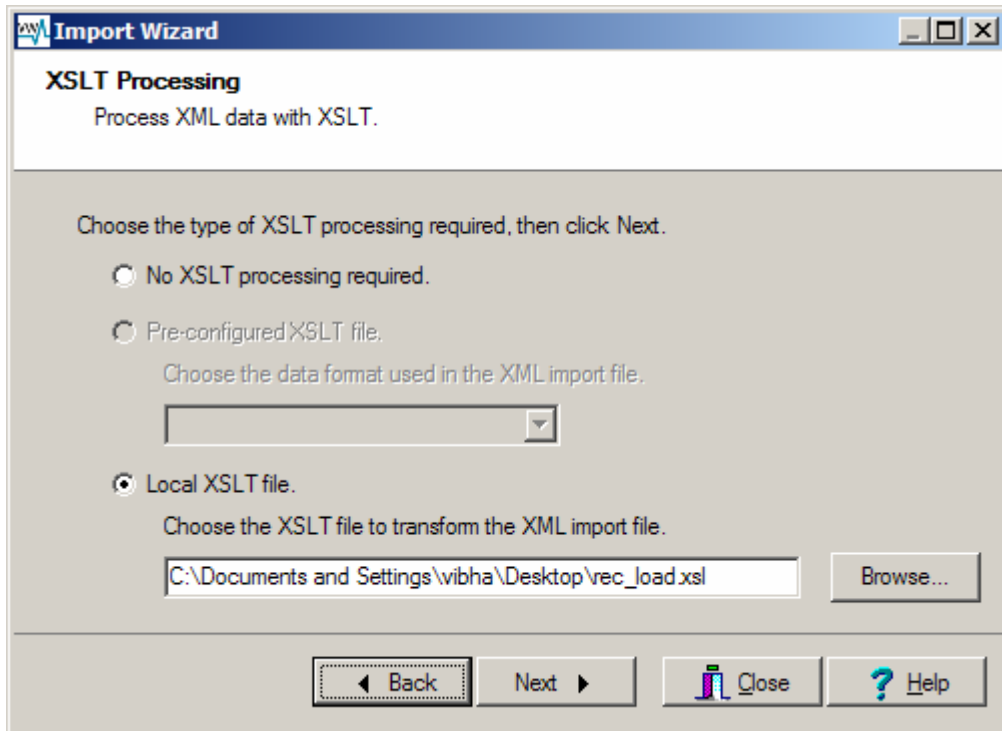 Import Wizard
XSLT Processing
Process XML data with XSLT.
Choose the type of XSLT processing required, then click Next.
No XSLT processing required.
Pre-configured XSLT file.
Choose the data format used in the XML import file.
Local XSLT file.
Choose the XSLT file to transform the XML import file.
C:\Documents and Settings\vibha\Desktop\rec_load.xsl
Browse...
Back
Next
Close
? Help